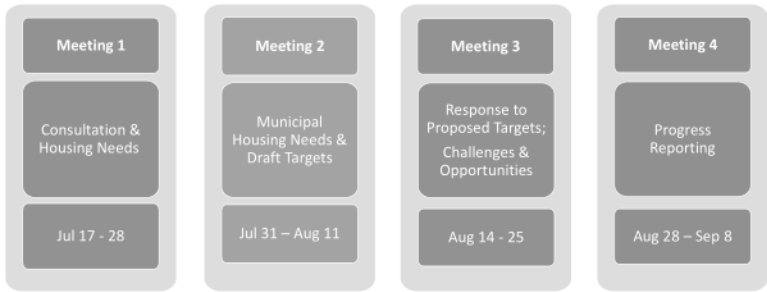 Meeting 1
Consultation &
Housing Needs
Jul 17 - 28
Meeting 2
Municipal
Housing Needs &
Draft Targets
Jul 31 – Aug 11
Meeting 3
Response to
Proposed Targets;
Challenges &
Opportunities
Aug 14 - 25
Meeting 4
Progress
Reporting
Aug 28 – Sep 8